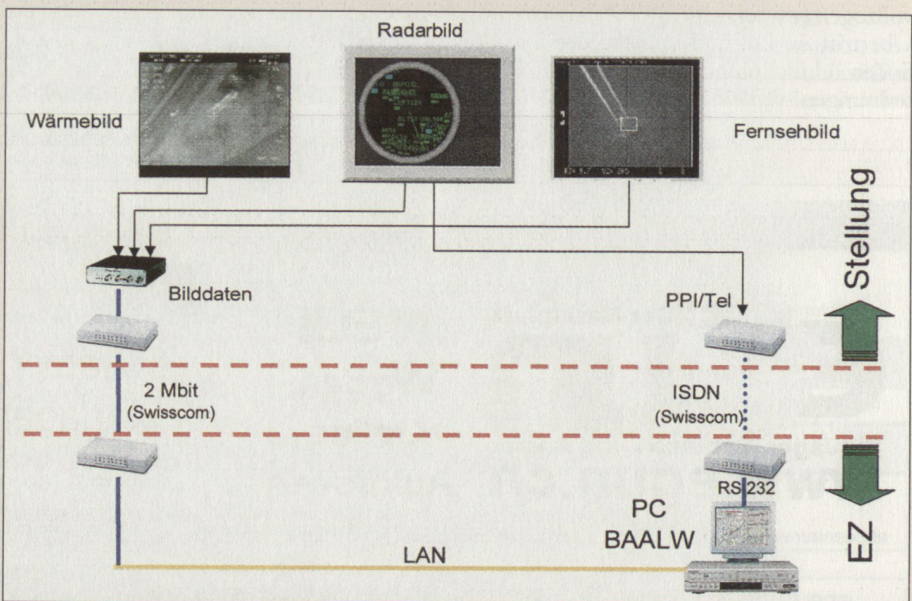 Radarbild
Wärmebild
Fernsehbild
Stellung
Bilddaten
PPI/Tel
2 Mbit
(Swisscom)
ISDN
(Swisscom)
RS 232
PC
BAALW
EZ
LAN